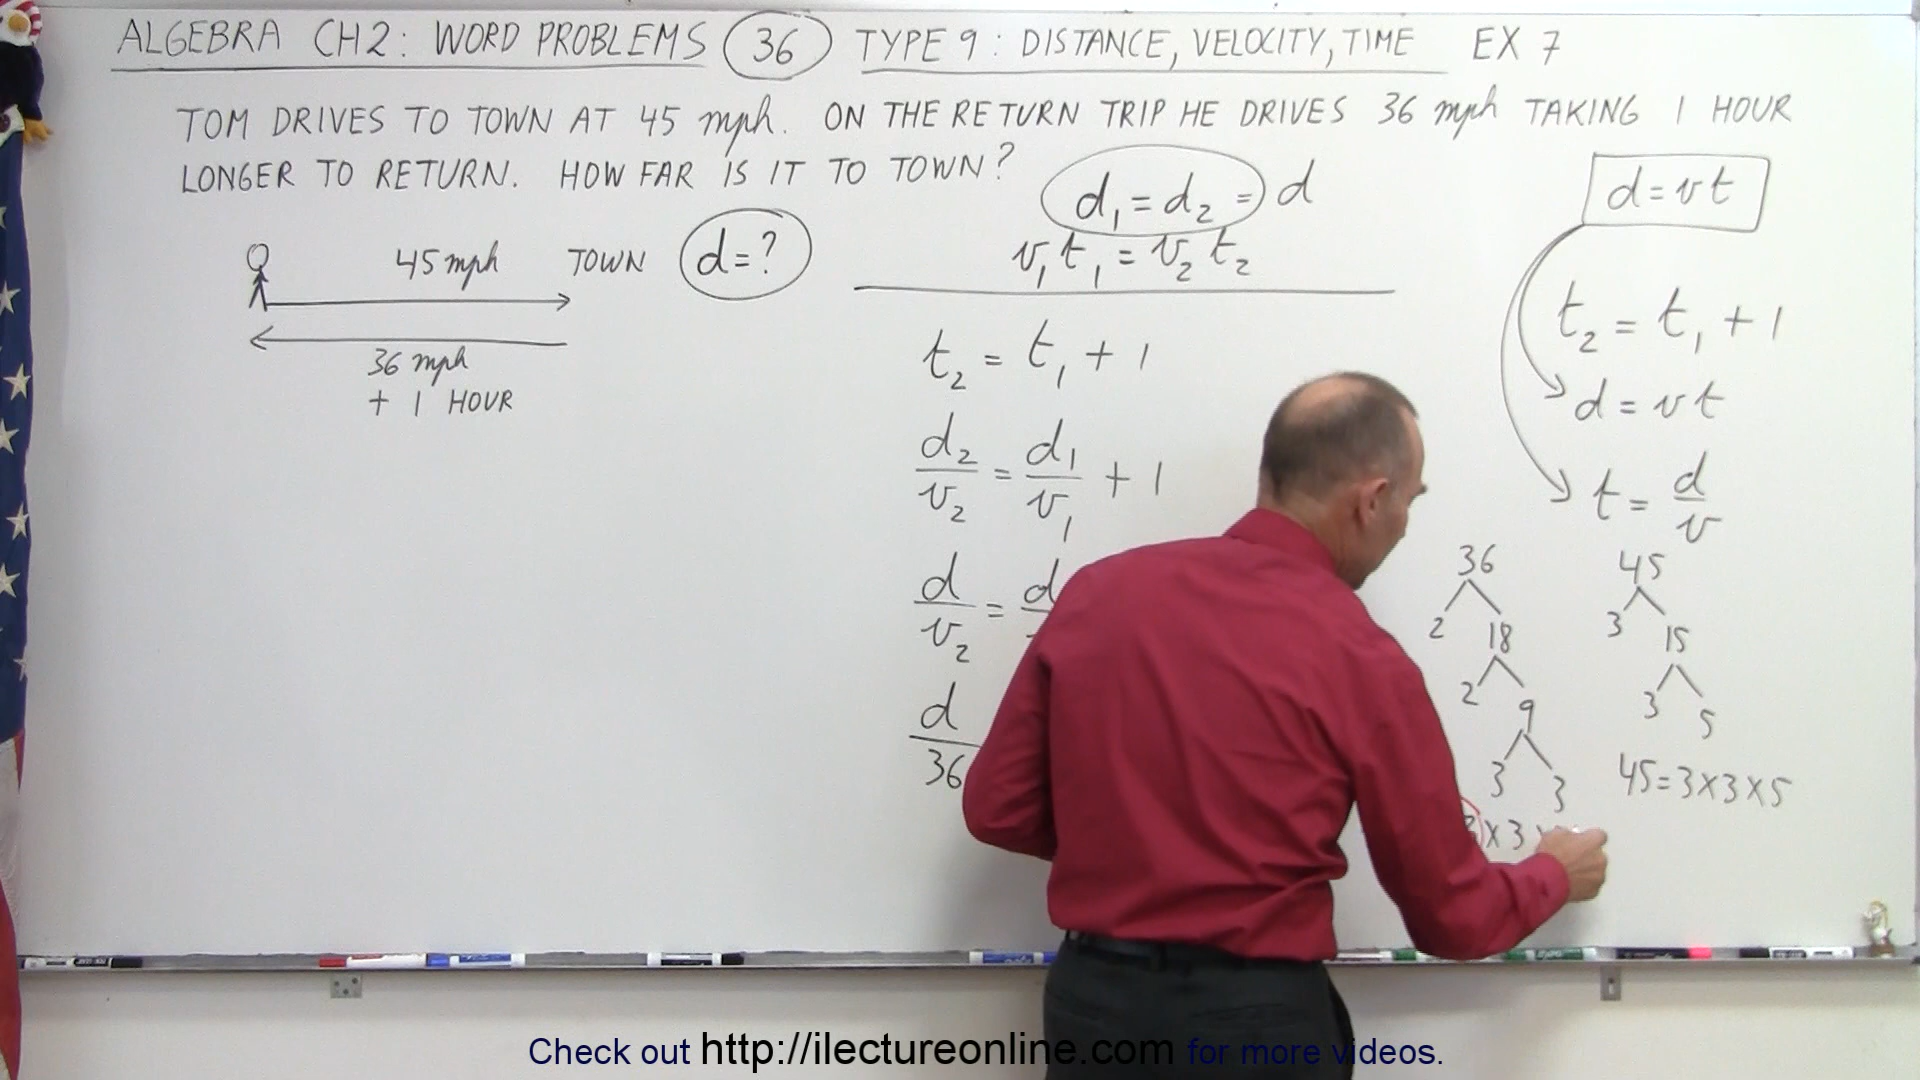 ALGEBRA CH2: WORD PROBLEMS 36 TYPE 9: DISTANCE, VELOCITY, TIME EX 7
TOM DRIVES TO TOWN AT 45 mph. ON THE RETURN TRIP HE DRIVES 36 mph TAKING 1 HOUR
LONGER TO RETURN. HOW FAR IS IT TO TOWN?
45 mph TOWN d=?
36 mph
+ 1 HOUR
d₁ = d₂ = d
v₁t₁ = v₂t₂
t₂ = t₁ + 1
d₂/v₂ = d₁/v₁ + 1
d/v₂ = d
d/36
d=vt
t₂ = t₁ + 1
d = vt
t = d/v
36
2 18
2 9
3 3
x 3
45
3 15
3 5
45=3x3x5
Check out http://ilectureonline.com for more videos.